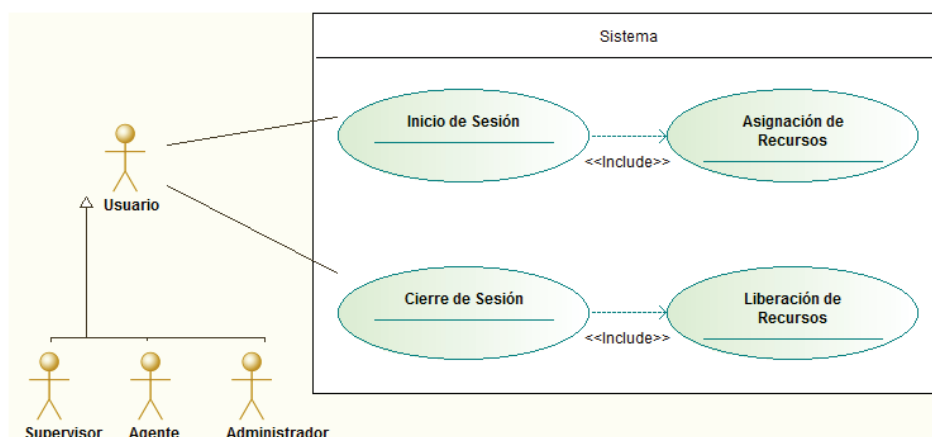 Sistema
Inicio de Sesión
Asignación de
Recursos
<<Include>>
Usuario
Cierre de Sesión
Liberación de
Recursos
<<Include>>
Supervisor
Agente
Administrador